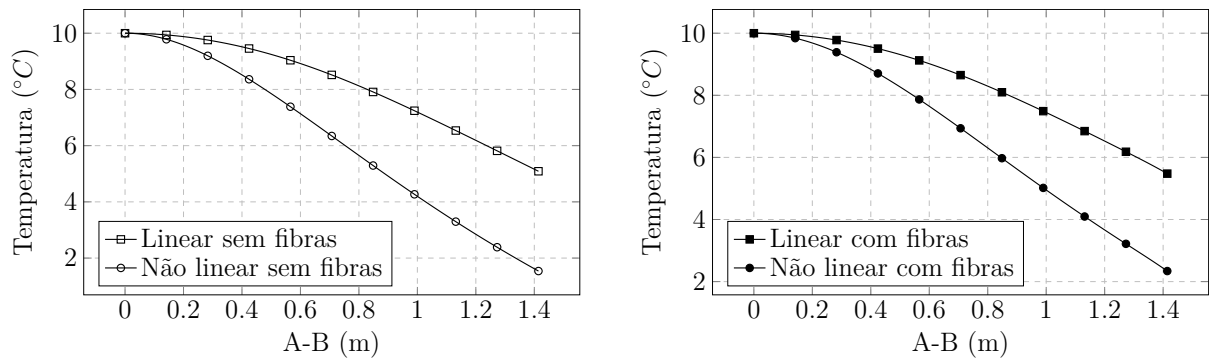 Temperatura (°C)
10
8
6
4
2
Linear sem fibras
Não linear sem fibras
0 0.2 0.4 0.6 0.8 1 1.2 1.4
A-B (m)
Temperatura (°C)
10
8
6
4
2
Linear com fibras
Não linear com fibras
0 0.2 0.4 0.6 0.8 1 1.2 1.4
A-B (m)